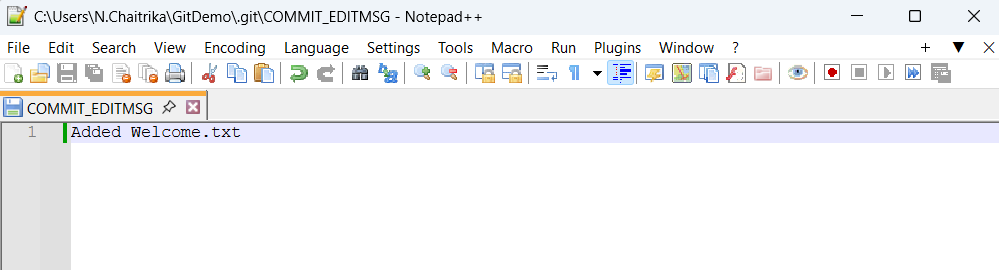 C:\Users\N.Chaitrika\GitDemo\.git\COMMIT_EDITMSG - Notepad++
File Edit Search View Encoding Language Settings Tools Macro Run Plugins Window ? + ▼ X
COMMIT_EDITMSG
1 Added Welcome.txt